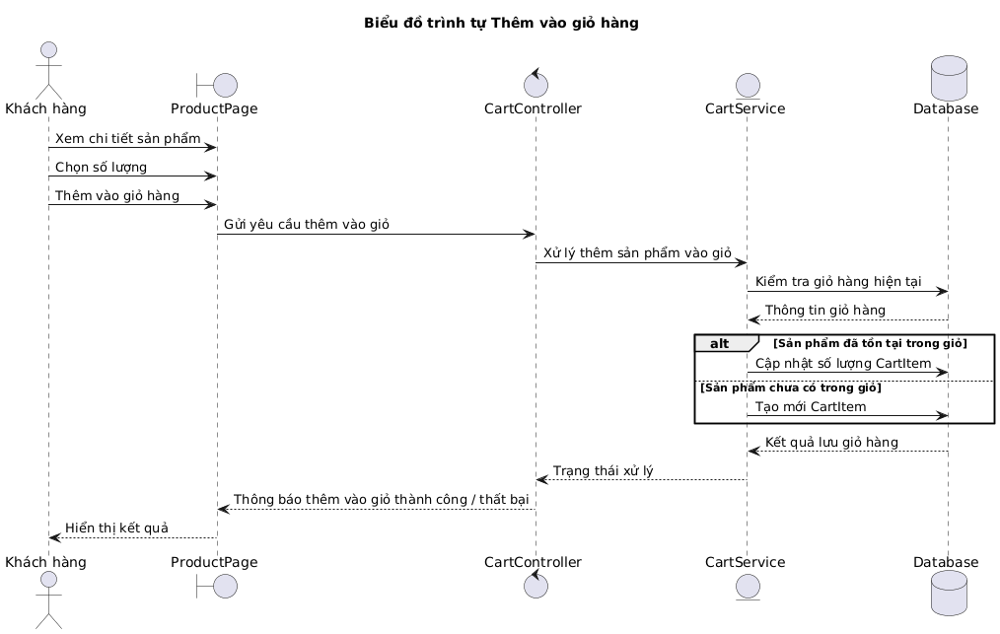 Biểu đồ trình tự Thêm vào giỏ hàng
Khách hàng ProductPage CartController CartService Database
Xem chi tiết sản phẩm
Chọn số lượng
Thêm vào giỏ hàng
Gửi yêu cầu thêm vào giỏ
Xử lý thêm sản phẩm vào giỏ
Kiểm tra giỏ hàng hiện tại
Thông tin giỏ hàng
alt [Sản phẩm đã tồn tại trong giỏ]
Cập nhật số lượng CartItem
[Sản phẩm chưa có trong giỏ]
Tạo mới CartItem
Kết quả lưu giỏ hàng
Trạng thái xử lý
Thông báo thêm vào giỏ thành công / thất bại
Hiển thị kết quả
Khách hàng ProductPage CartController CartService Database